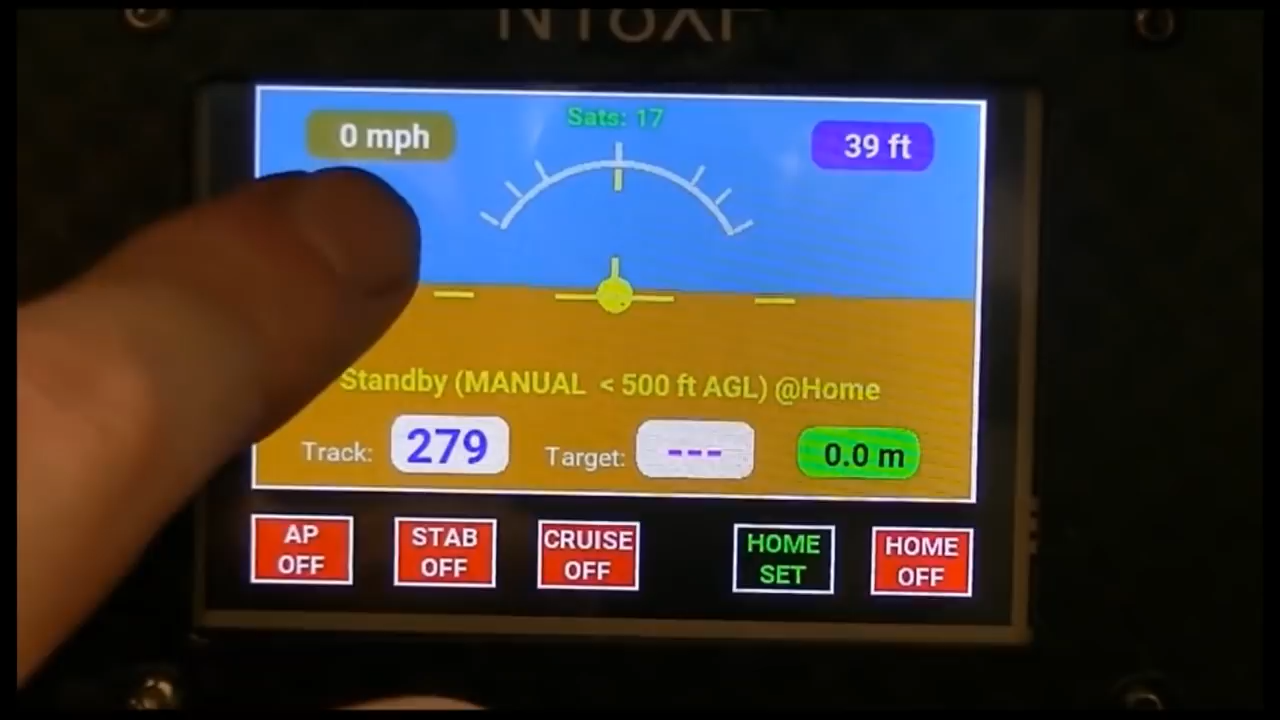 Sats: 17
0 mph
39 ft
Standby (MANUAL < 500 ft AGL) @Home
Track: 279 Target: --- 0.0 m
AP OFF
STAB OFF
CRUISE OFF
HOME SET
HOME OFF